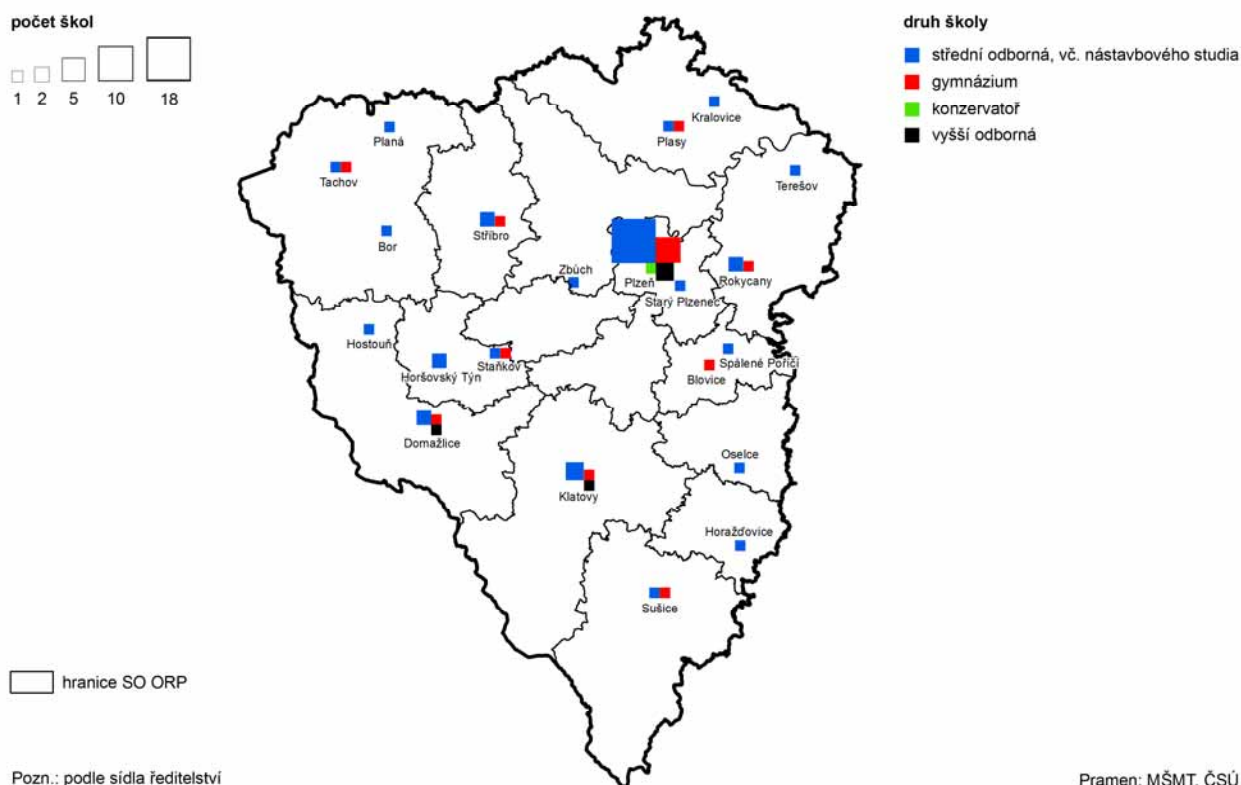 počet škol
1 2 5 10 18
druh školy
střední odborná, vč. nástavbového studia
gymnázium
konzervatoř
vyšší odborná
Kralovice
Planá
Plasy
Tachov
Terešov
Bor
Stříbro
Zbůch
Plzeň
Rokycany
Starý Plzenec
Hostouň
Staňkov
Spálené Poříčí
Horšovský Týn
Blovice
Domažlice
Oselce
Klatovy
Horažďovice
Sušice
hranice SO ORP
Pozn.: podle sídla ředitelství
Pramen: MŠMT, ČSÚ